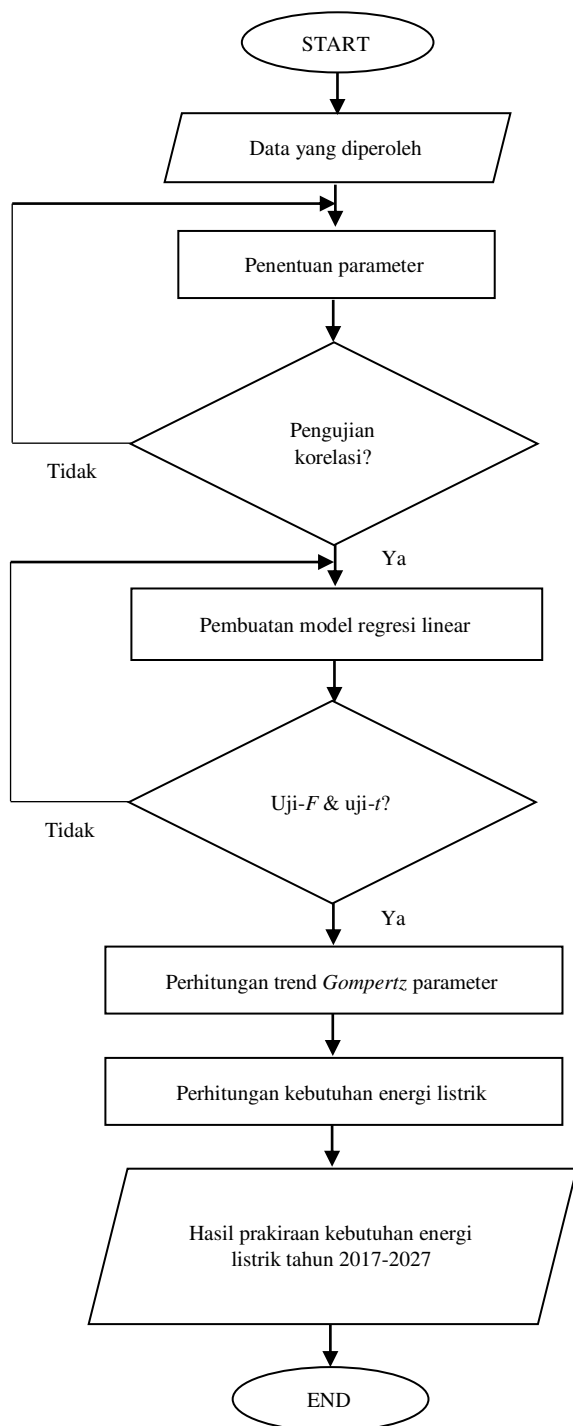 START
Data yang diperoleh
Penentuan parameter
Pengujian
korelasi?
Tidak
Ya
Pembuatan model regresi linear
Uji-F & uji-t?
Tidak
Ya
Perhitungan trend Gompertz parameter
Perhitungan kebutuhan energi listrik
Hasil prakiraan kebutuhan energi
listrik tahun 2017-2027
END